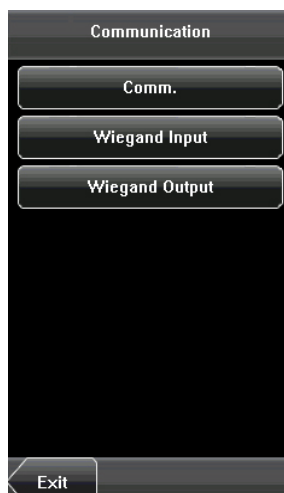 Communication
Comm.
Wiegand Input
Wiegand Output
Exit